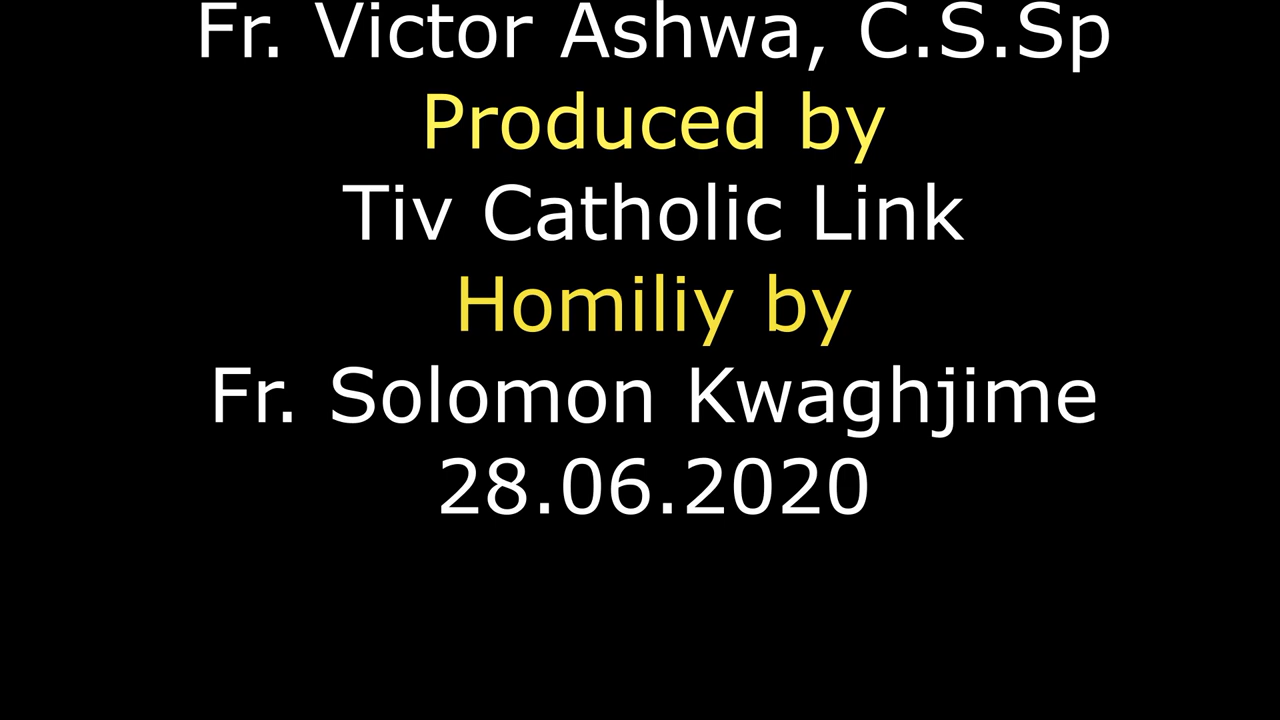 Fr. Victor Ashwa, C.S.Sp
Produced by
Tiv Catholic Link
Homiliy by
Fr. Solomon Kwaghjime
28.06.2020